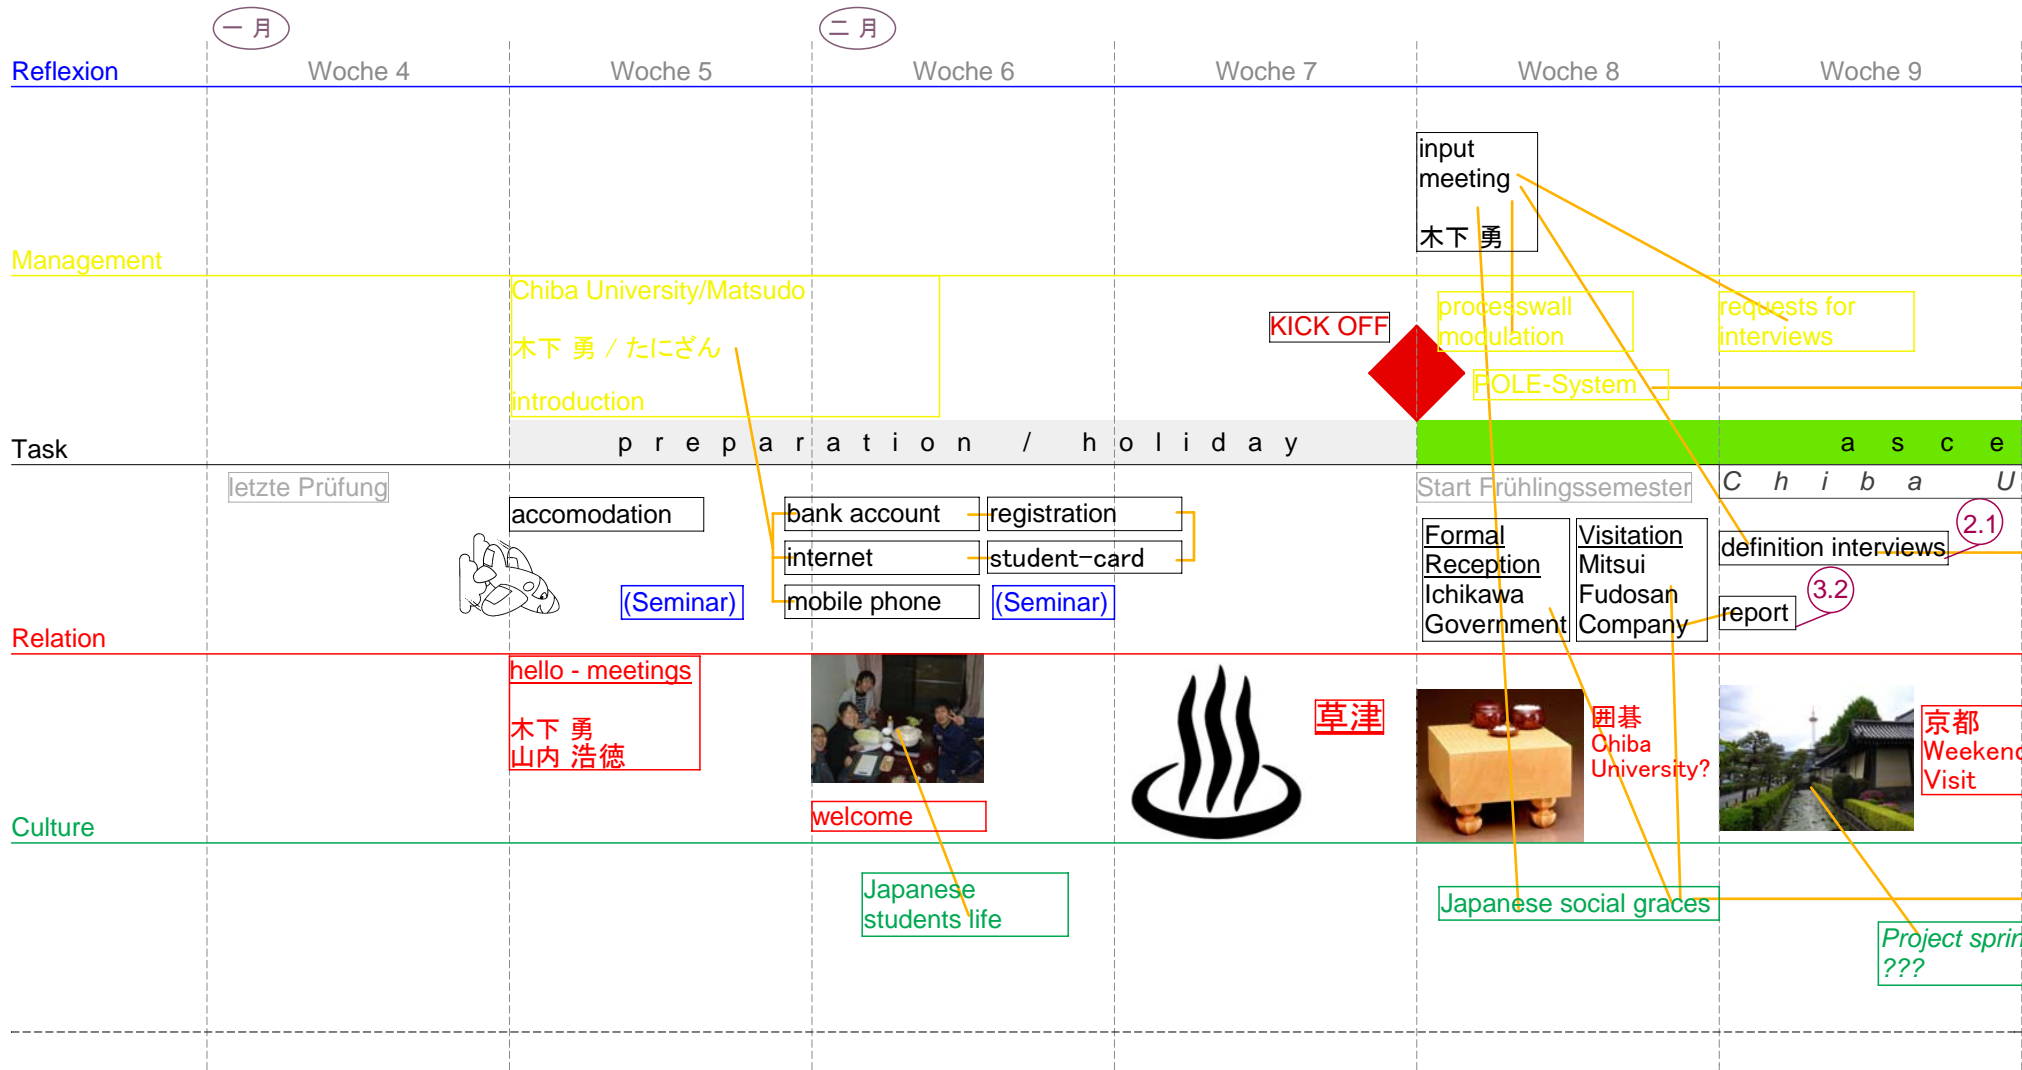 一 月
二 月
Reflexion
Woche 4
Woche 5
Woche 6
Woche 7
Woche 8
Woche 9
input
meeting
木下 勇
Management
Chiba University/Matsudo
木下 勇 / たにざん
introduction
KICK OFF
processwall
modulation
requests for
interviews
POLE-System
Task
preparation / holiday
asce
letzte Prüfung
Start Frühlingssemester
Chiba U
accomodation
bank account
registration
internet
student-card
(Seminar)
mobile phone
(Seminar)
Formal
Reception
Ichikawa
Government
Visitation
Mitsui
Fudosan
Company
definition interviews
2.1
report
3.2
Relation
hello - meetings
木下 勇
山内 浩徳
welcome
草津
囲碁
Chiba
University?
京都
Weekend
Visit
Culture
Japanese
students life
Japanese social graces
Project sprin
???